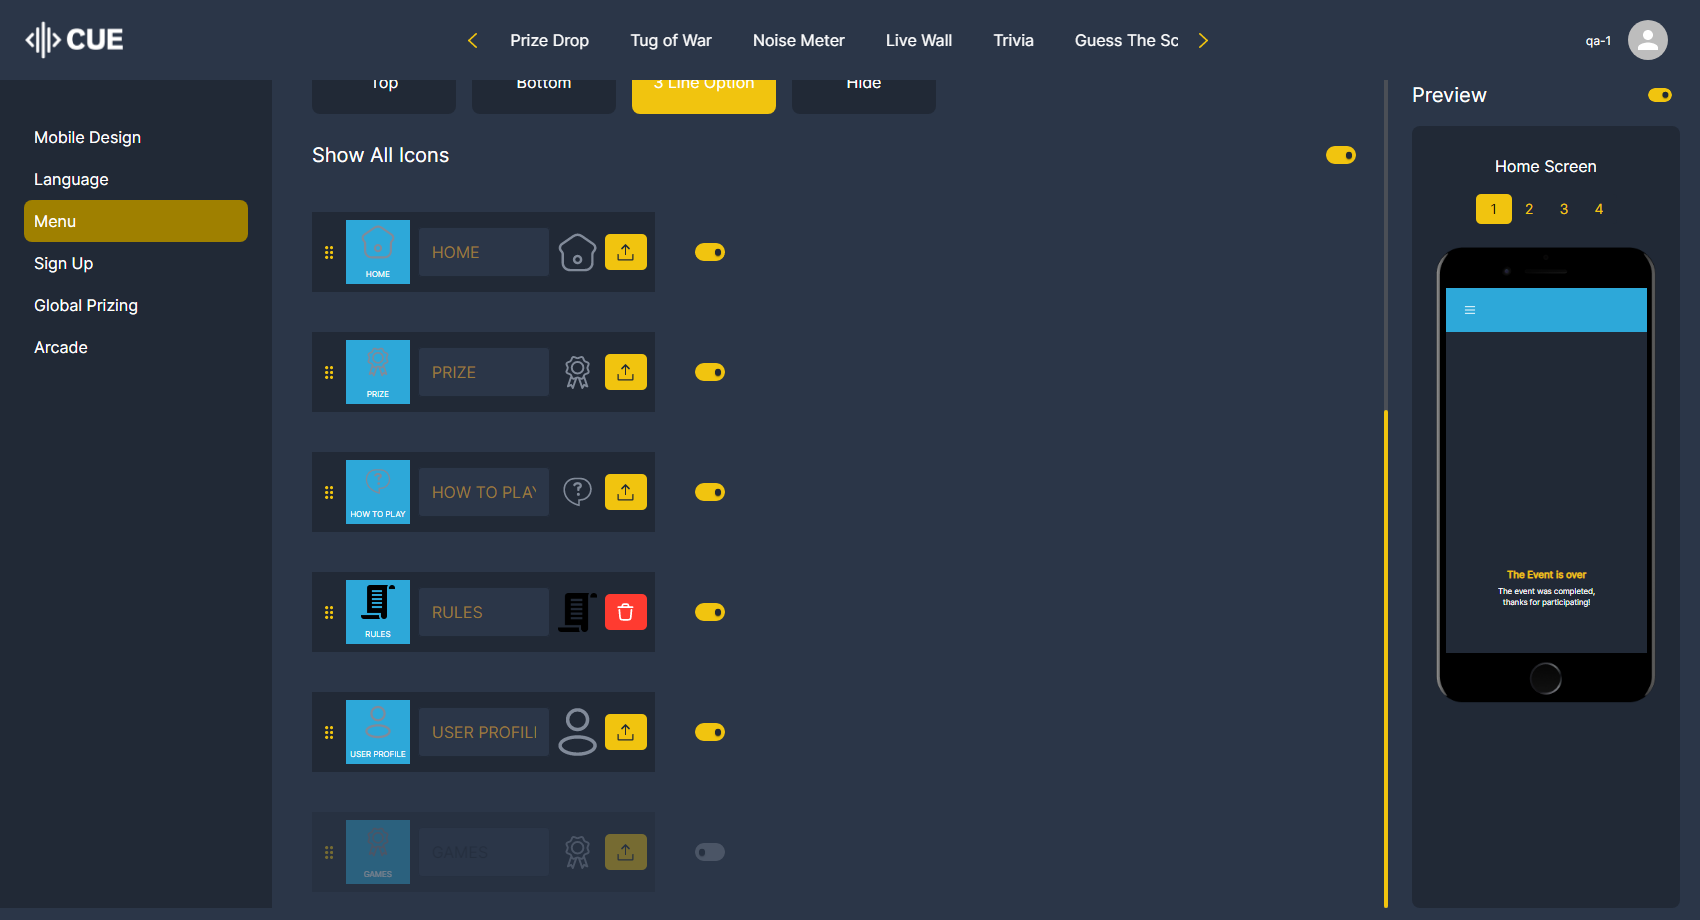 CUE
Prize Drop
Tug of War
Noise Meter
Live Wall
Trivia
Guess The Sc
qa-1
Mobile Design
Language
Menu
Sign Up
Global Prizing
Arcade
Top
Bottom
3 Line Option
Hide
Show All Icons
HOME
HOME
PRIZE
PRIZE
HOW TO PLAY
HOW TO PLAY
RULES
RULES
USER PROFILE
USER PROFIL
GAMES
GAMES
Preview
Home Screen
1 2 3 4
The Event is over
The event was completed,
thanks for participating!